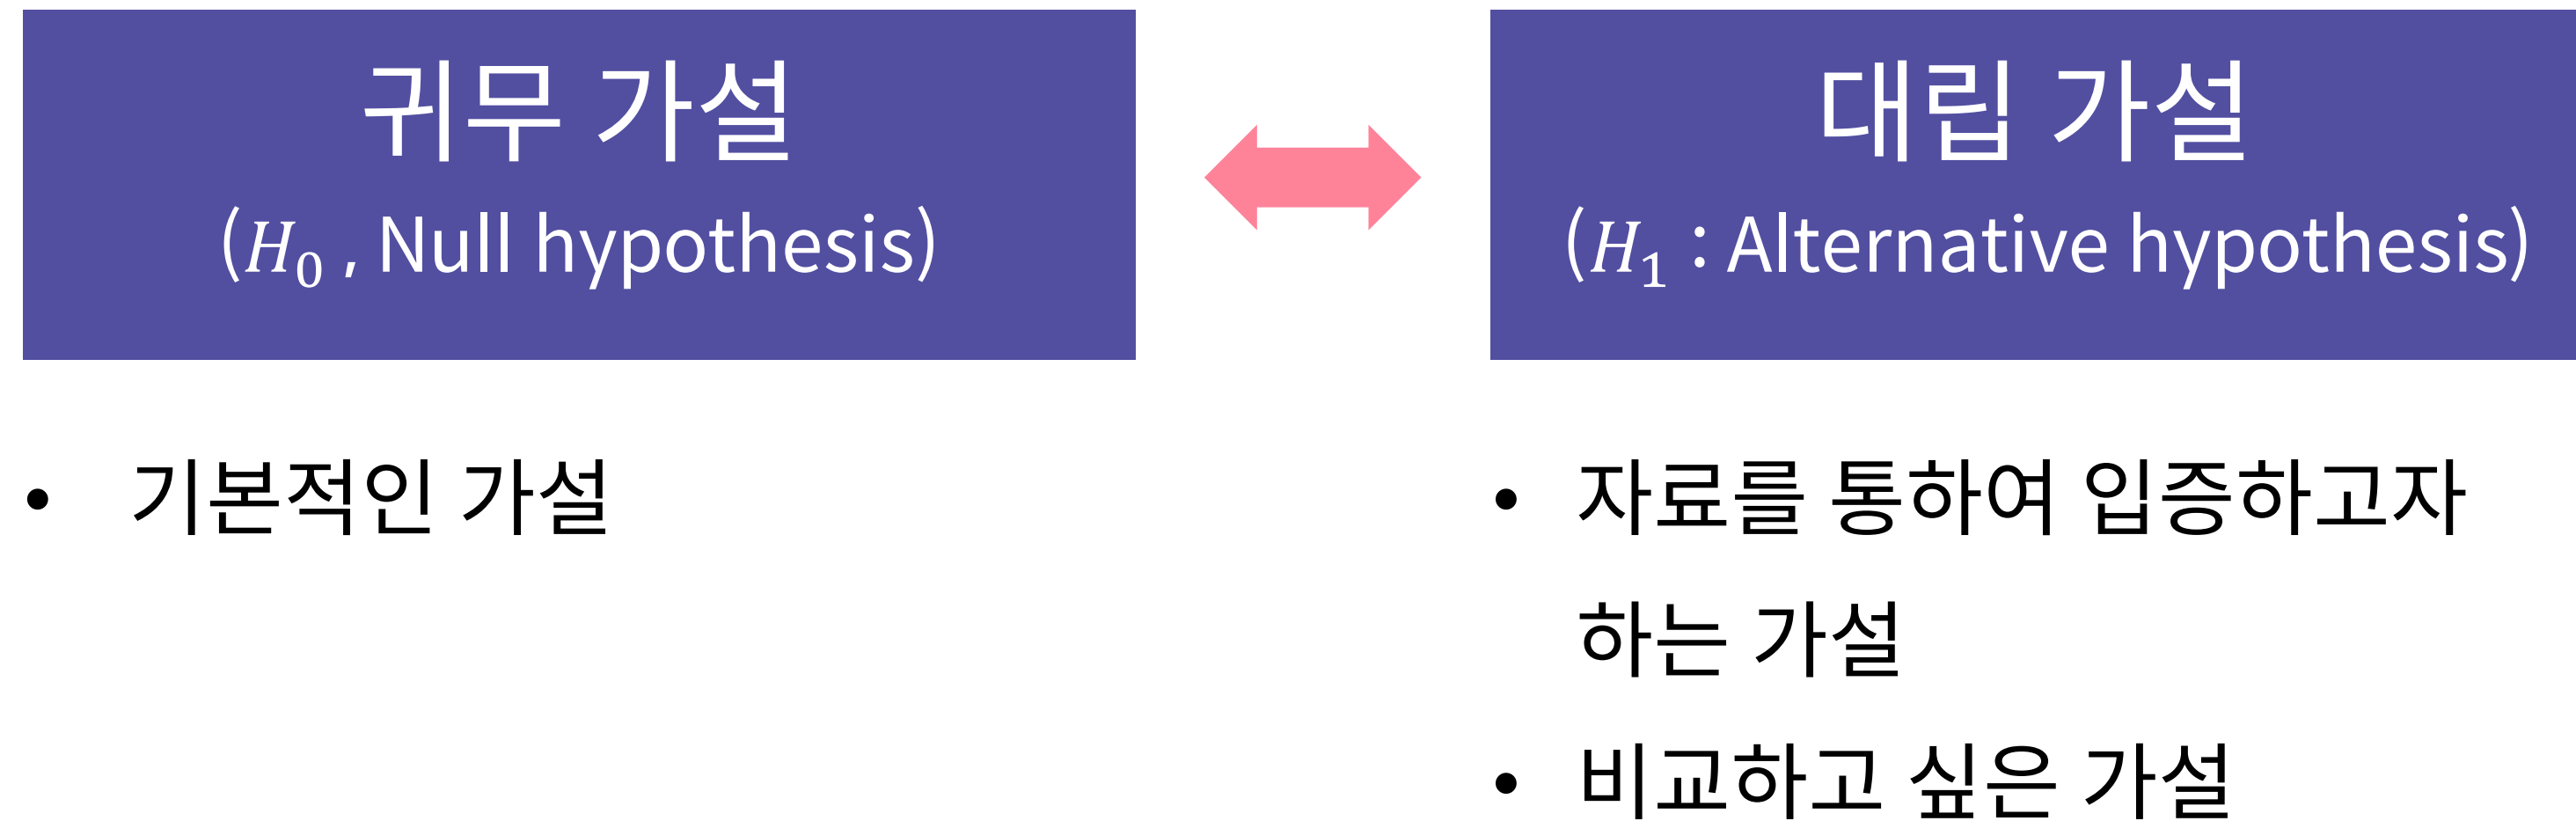 귀무 가설
(H₀ , Null hypothesis)
대립 가설
(H₁ : Alternative hypothesis)
• 기본적인 가설
• 자료를 통하여 입증하고자
하는 가설
• 비교하고 싶은 가설